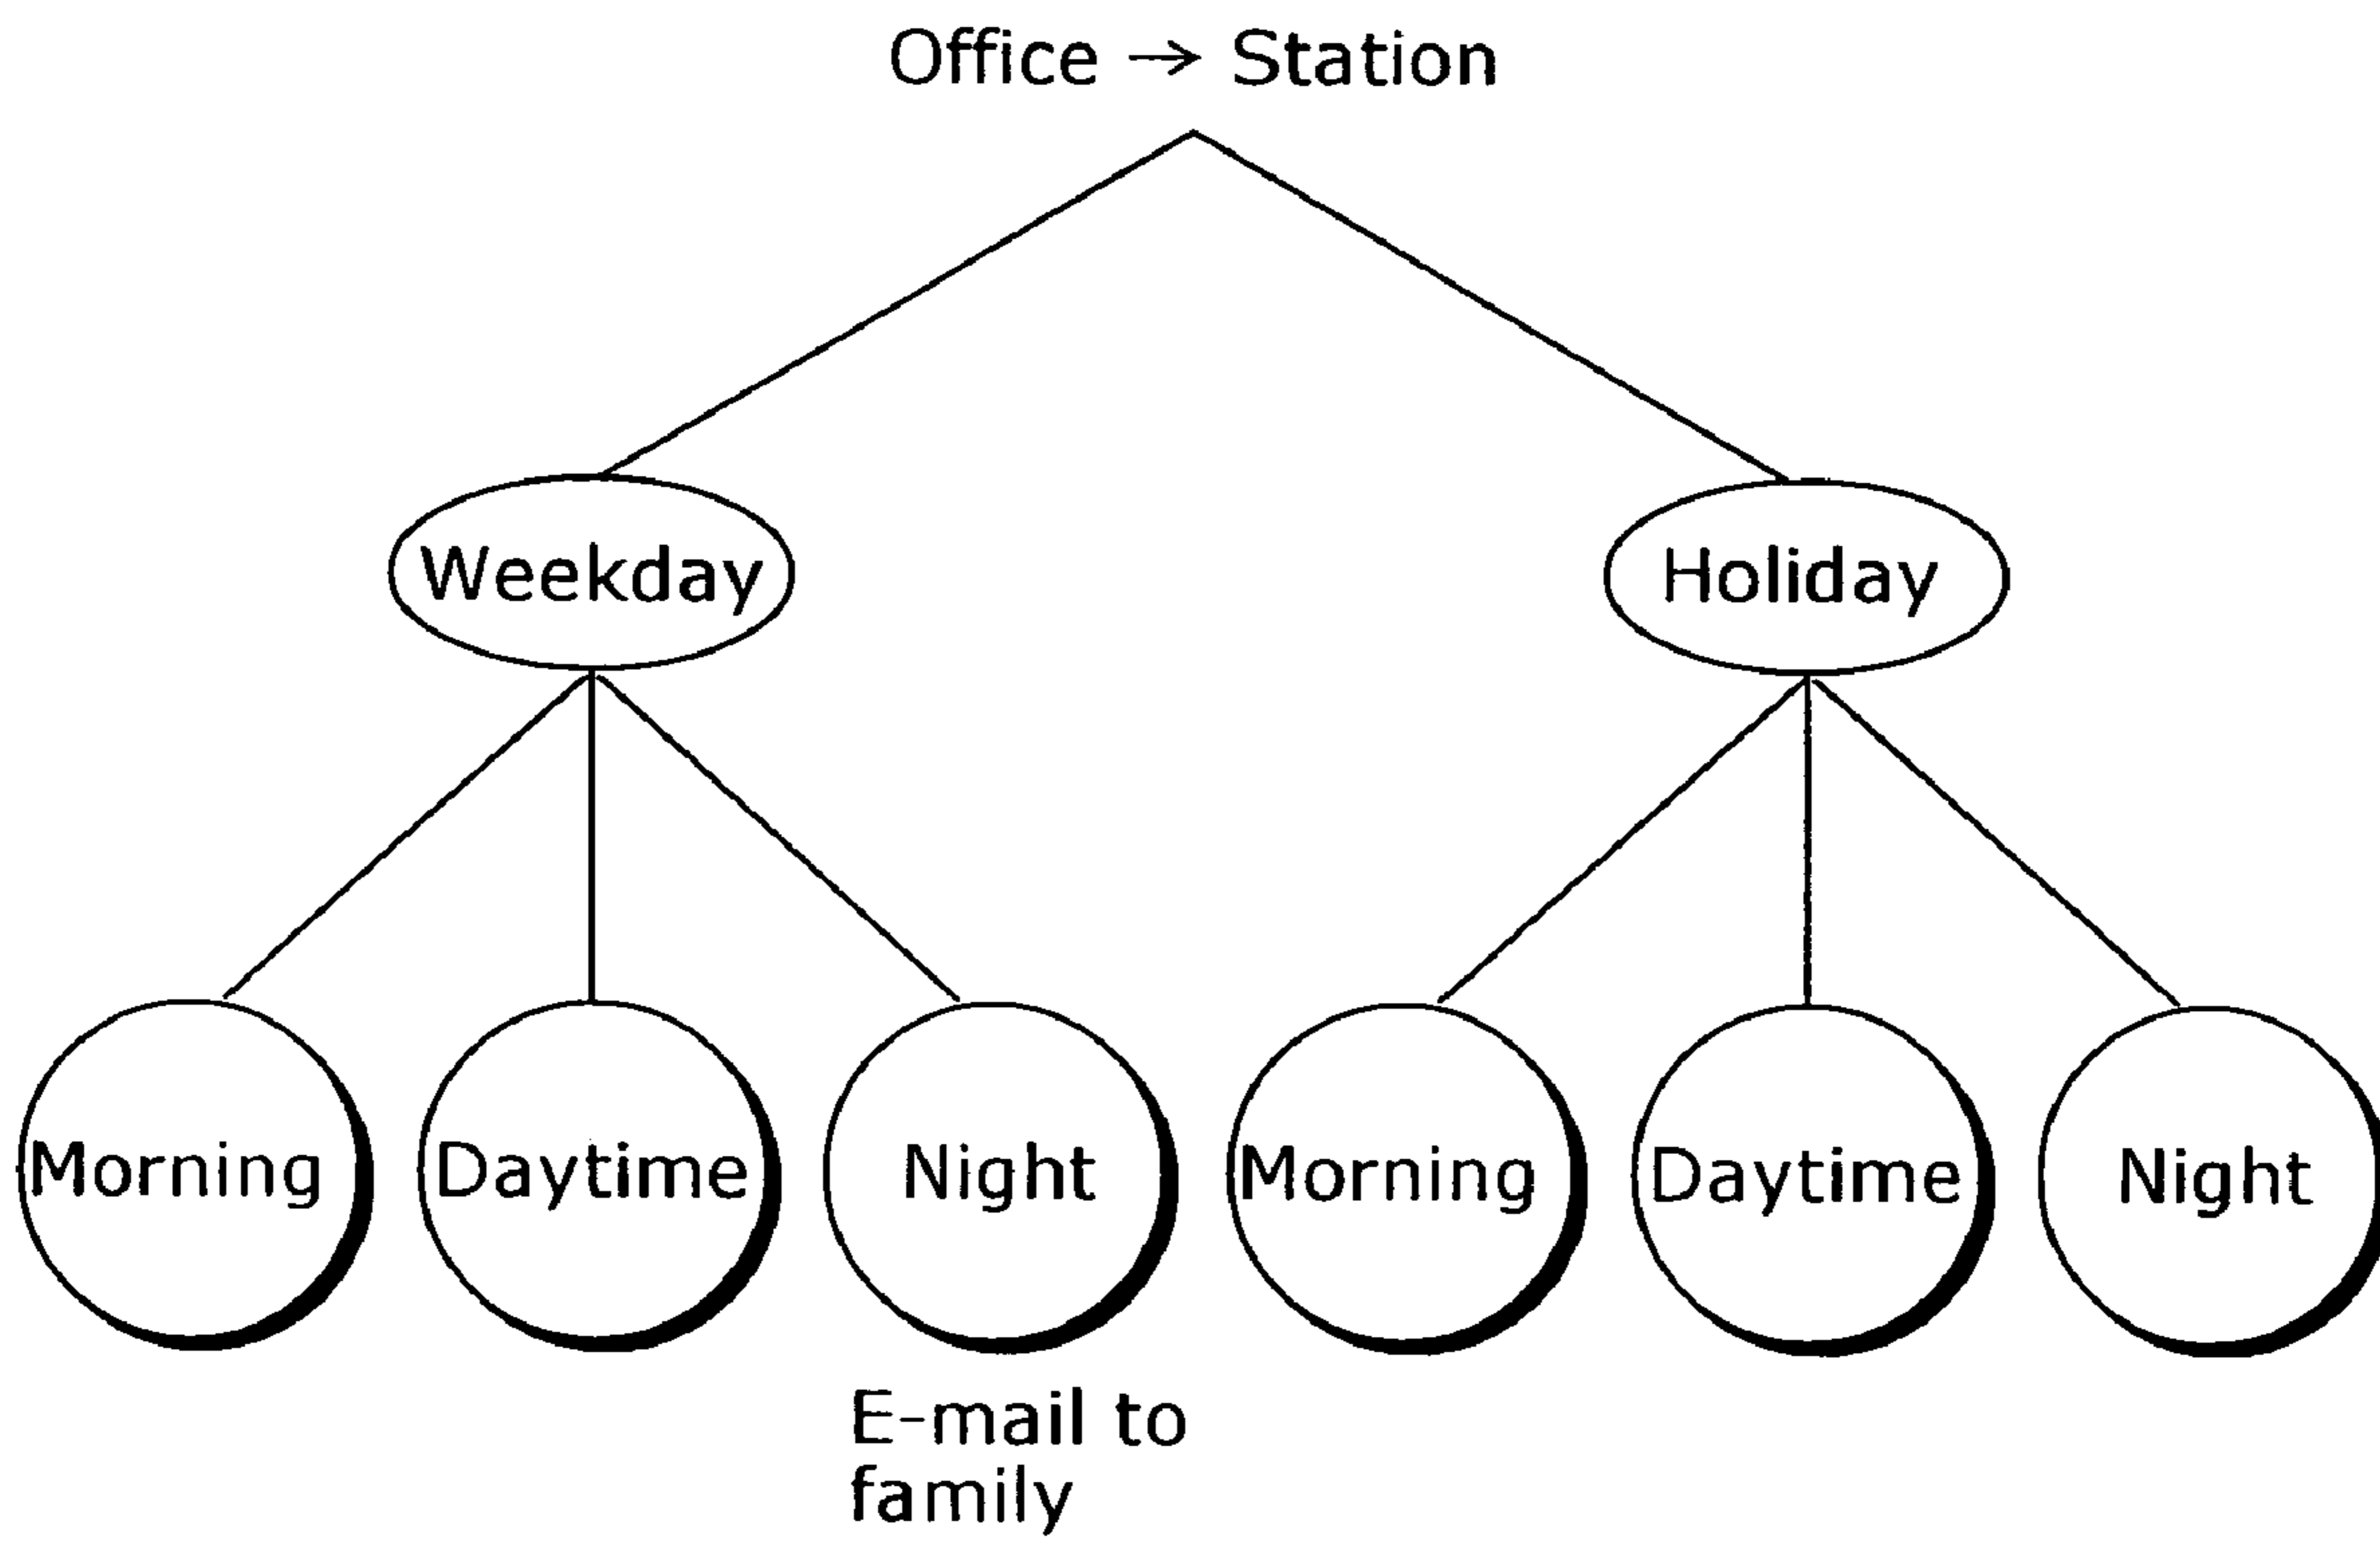 Office → Station
Weekday
Holiday
Morning
Daytime
Night
Morning
Daytime
Night
E-mail to
family